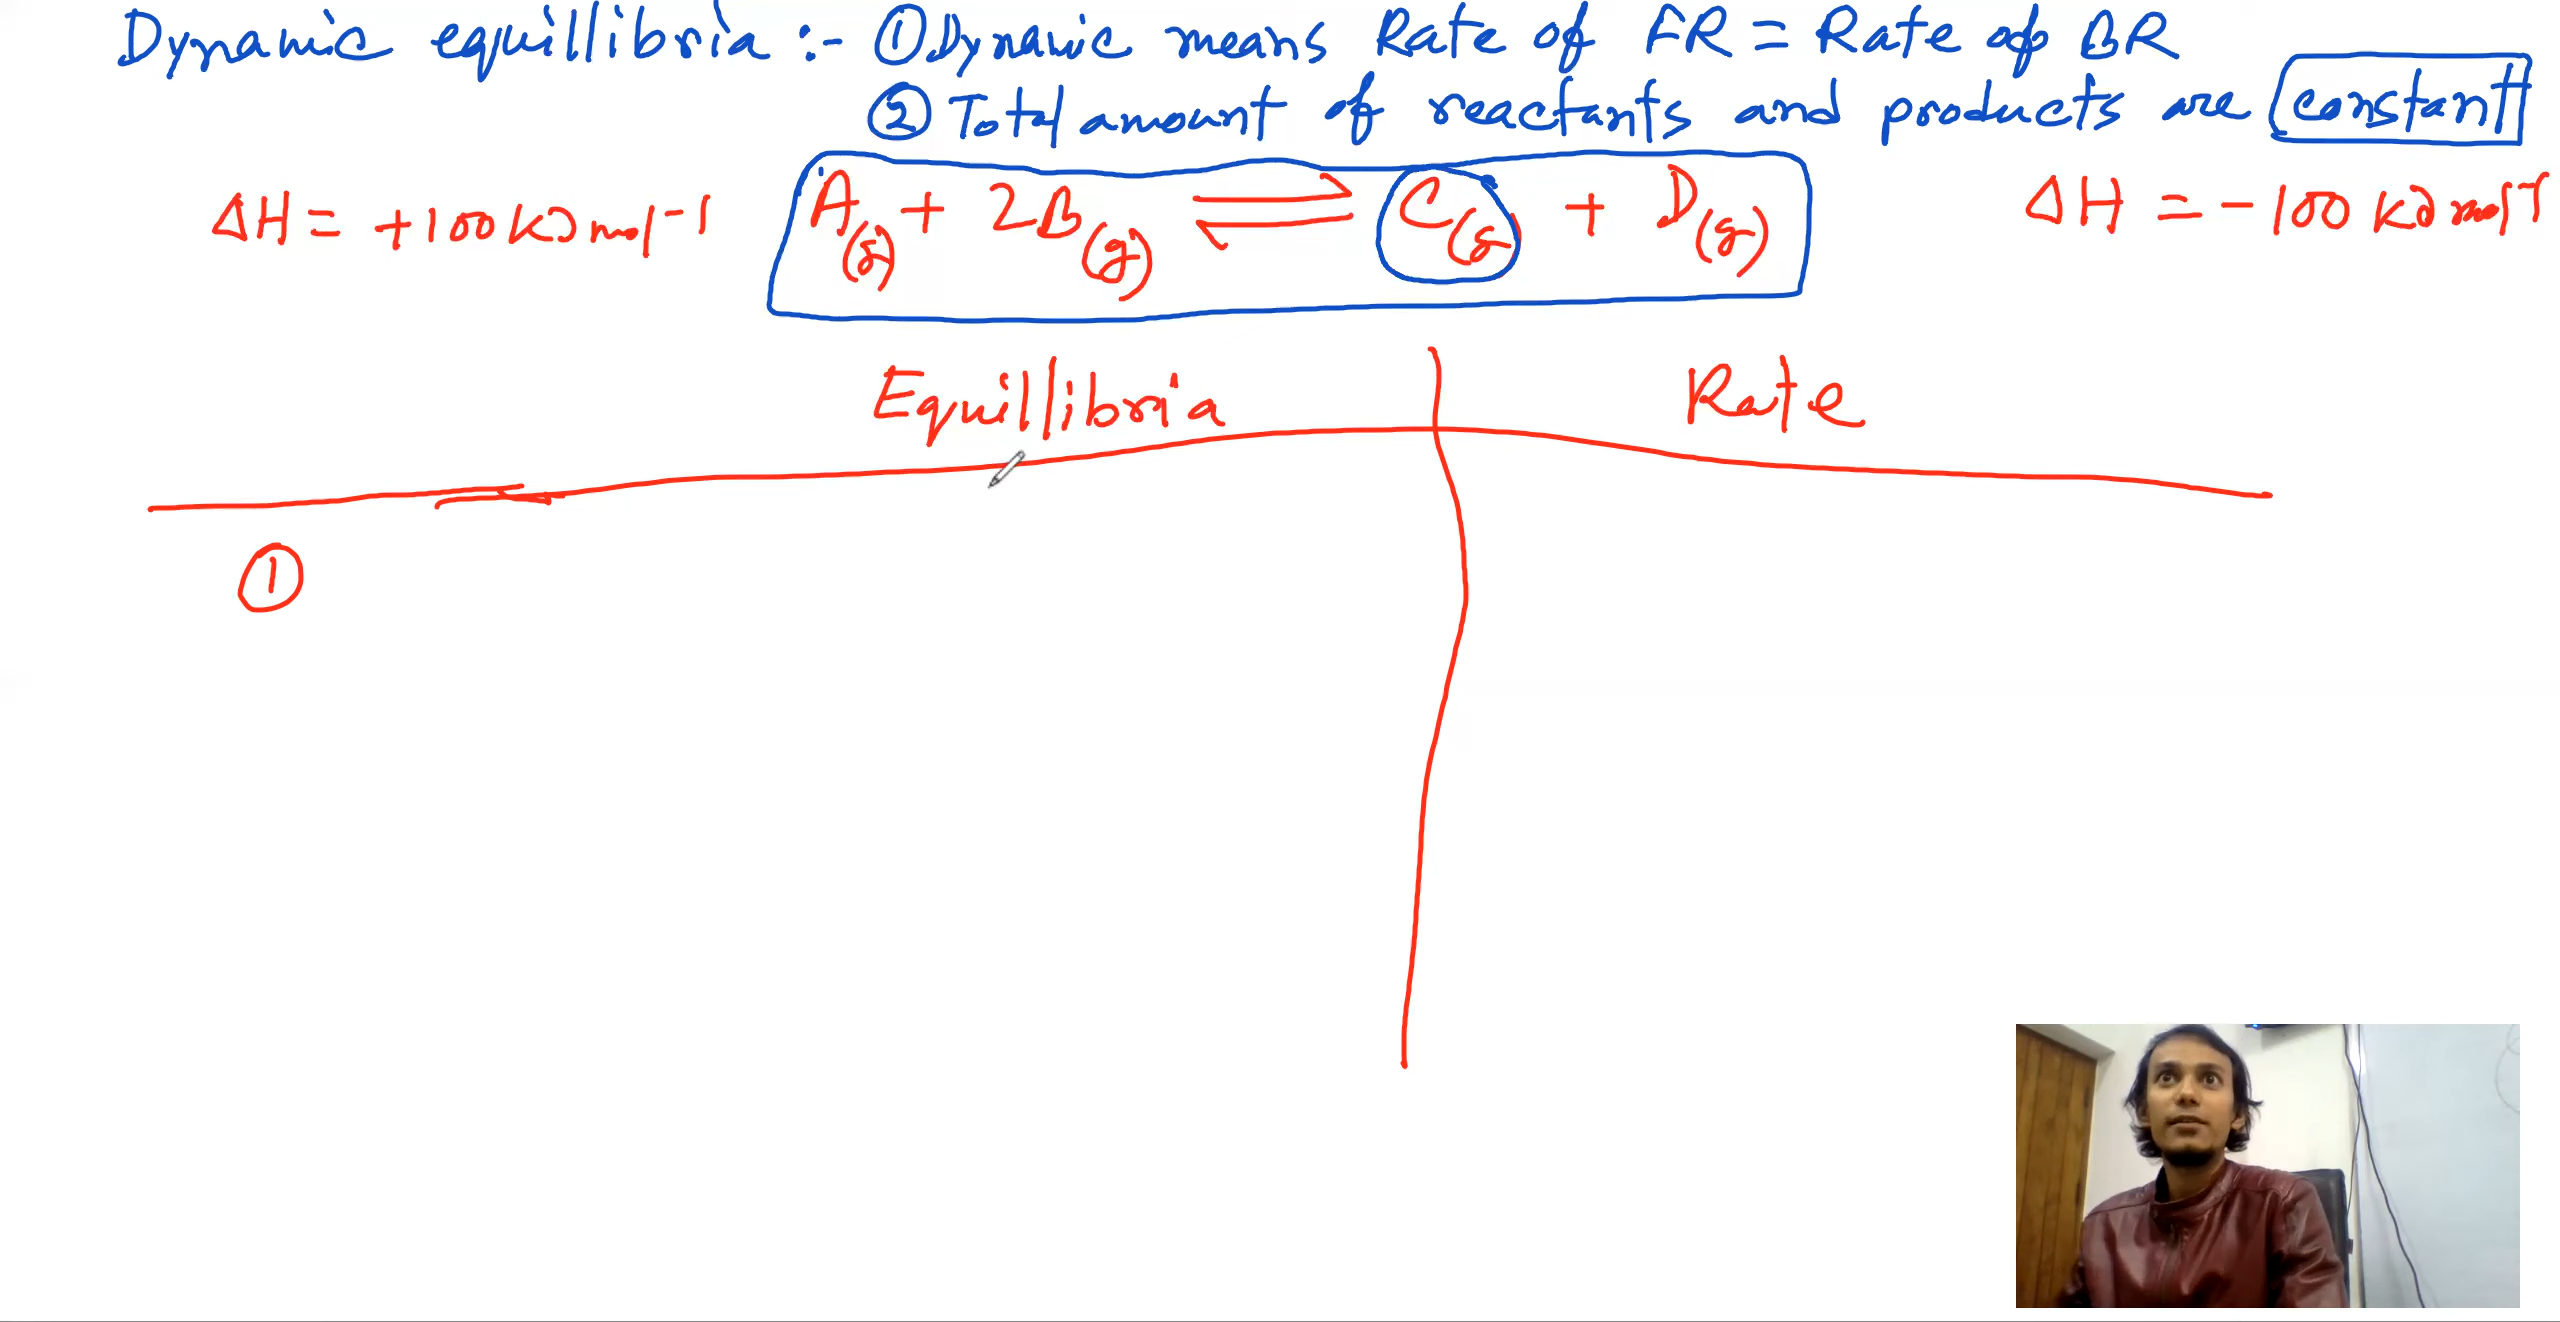 Dynamic equillibria :- ① Dynamic means Rate of FR = Rate of BR
② Total amount of reactants and products are constant
ΔH = +100 KJ mol-1 A(g) + 2B(g) ⇌ C(g) + D(g) ΔH = -100 KJ mol-1
Equillibria Rate
①